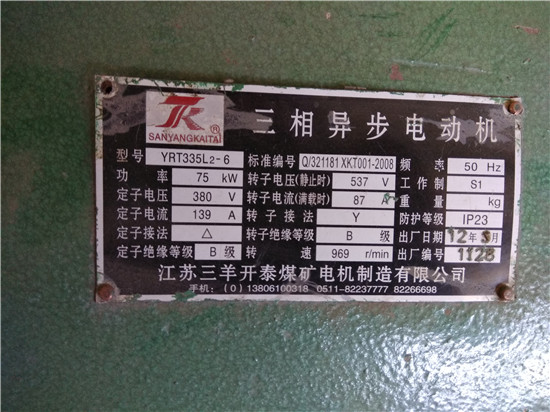 SANYANGKAITAI ®
三相异步电动机
型号 YRT335L2-6 标准编号 Q/321181 XKT001-2008 频率 50 Hz
功率 75 kW 转子电压(静止时) 537 V 工作制 S1
定子电压 380 V 转子电流(满载时) 87 A 重量 kg
定子电流 139 A 转子接法 Y 防护等级 IP23
定子接法 △ 转子绝缘等级 B 级 出厂日期 12年 月
定子绝缘等级 B 级 转速 969 r/min 出厂编号 1128
江苏三羊开泰煤矿电机制造有限公司
手机:(0)13806100318 0511-82237777 82266698